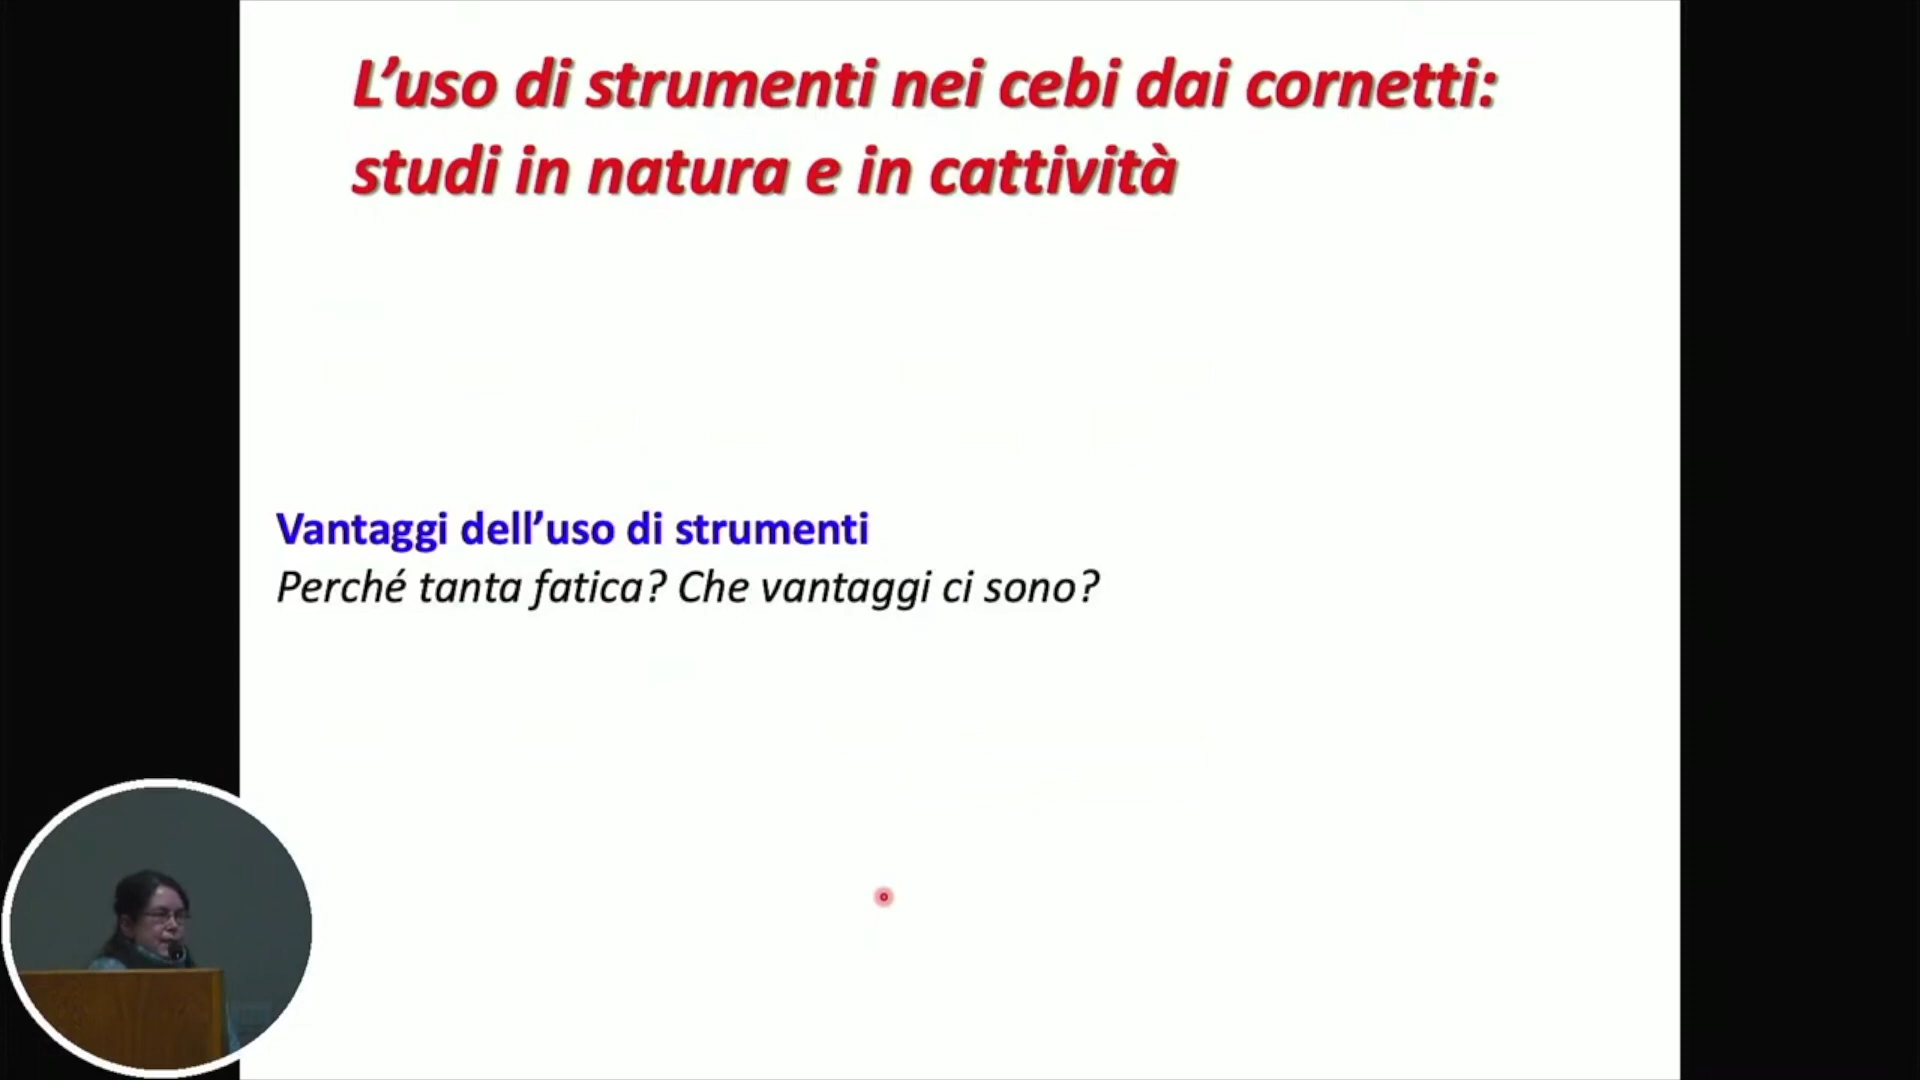 L’uso di strumenti nei cebi dai cornetti:
studi in natura e in cattività
Vantaggi dell’uso di strumenti
Perché tanta fatica? Che vantaggi ci sono?